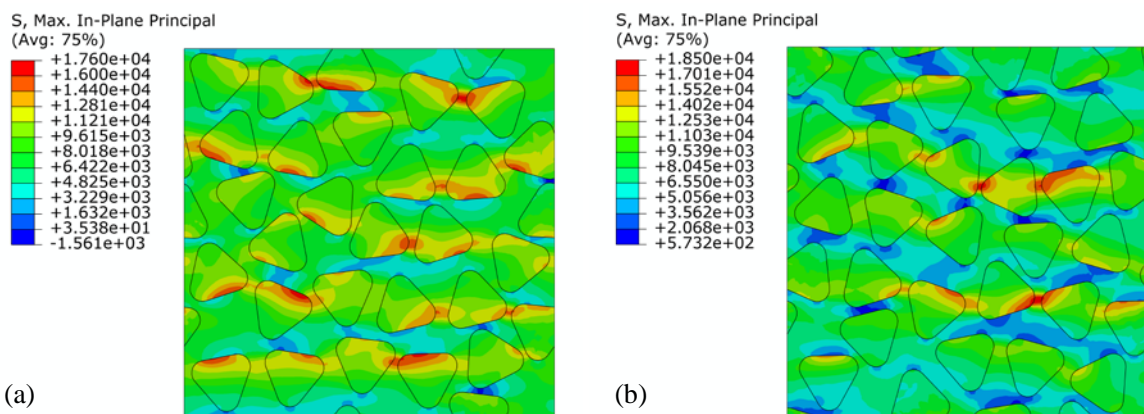 S, Max. In-Plane Principal
(Avg: 75%)
+1.760e+04
+1.600e+04
+1.440e+04
+1.281e+04
+1.121e+04
+9.615e+03
+8.018e+03
+6.422e+03
+4.825e+03
+3.229e+03
+1.632e+03
+3.538e+01
-1.561e+03
(a)
S, Max. In-Plane Principal
(Avg: 75%)
+1.850e+04
+1.701e+04
+1.552e+04
+1.402e+04
+1.253e+04
+1.103e+04
+9.539e+03
+8.045e+03
+6.550e+03
+5.056e+03
+3.562e+03
+2.068e+03
+5.732e+02
(b)